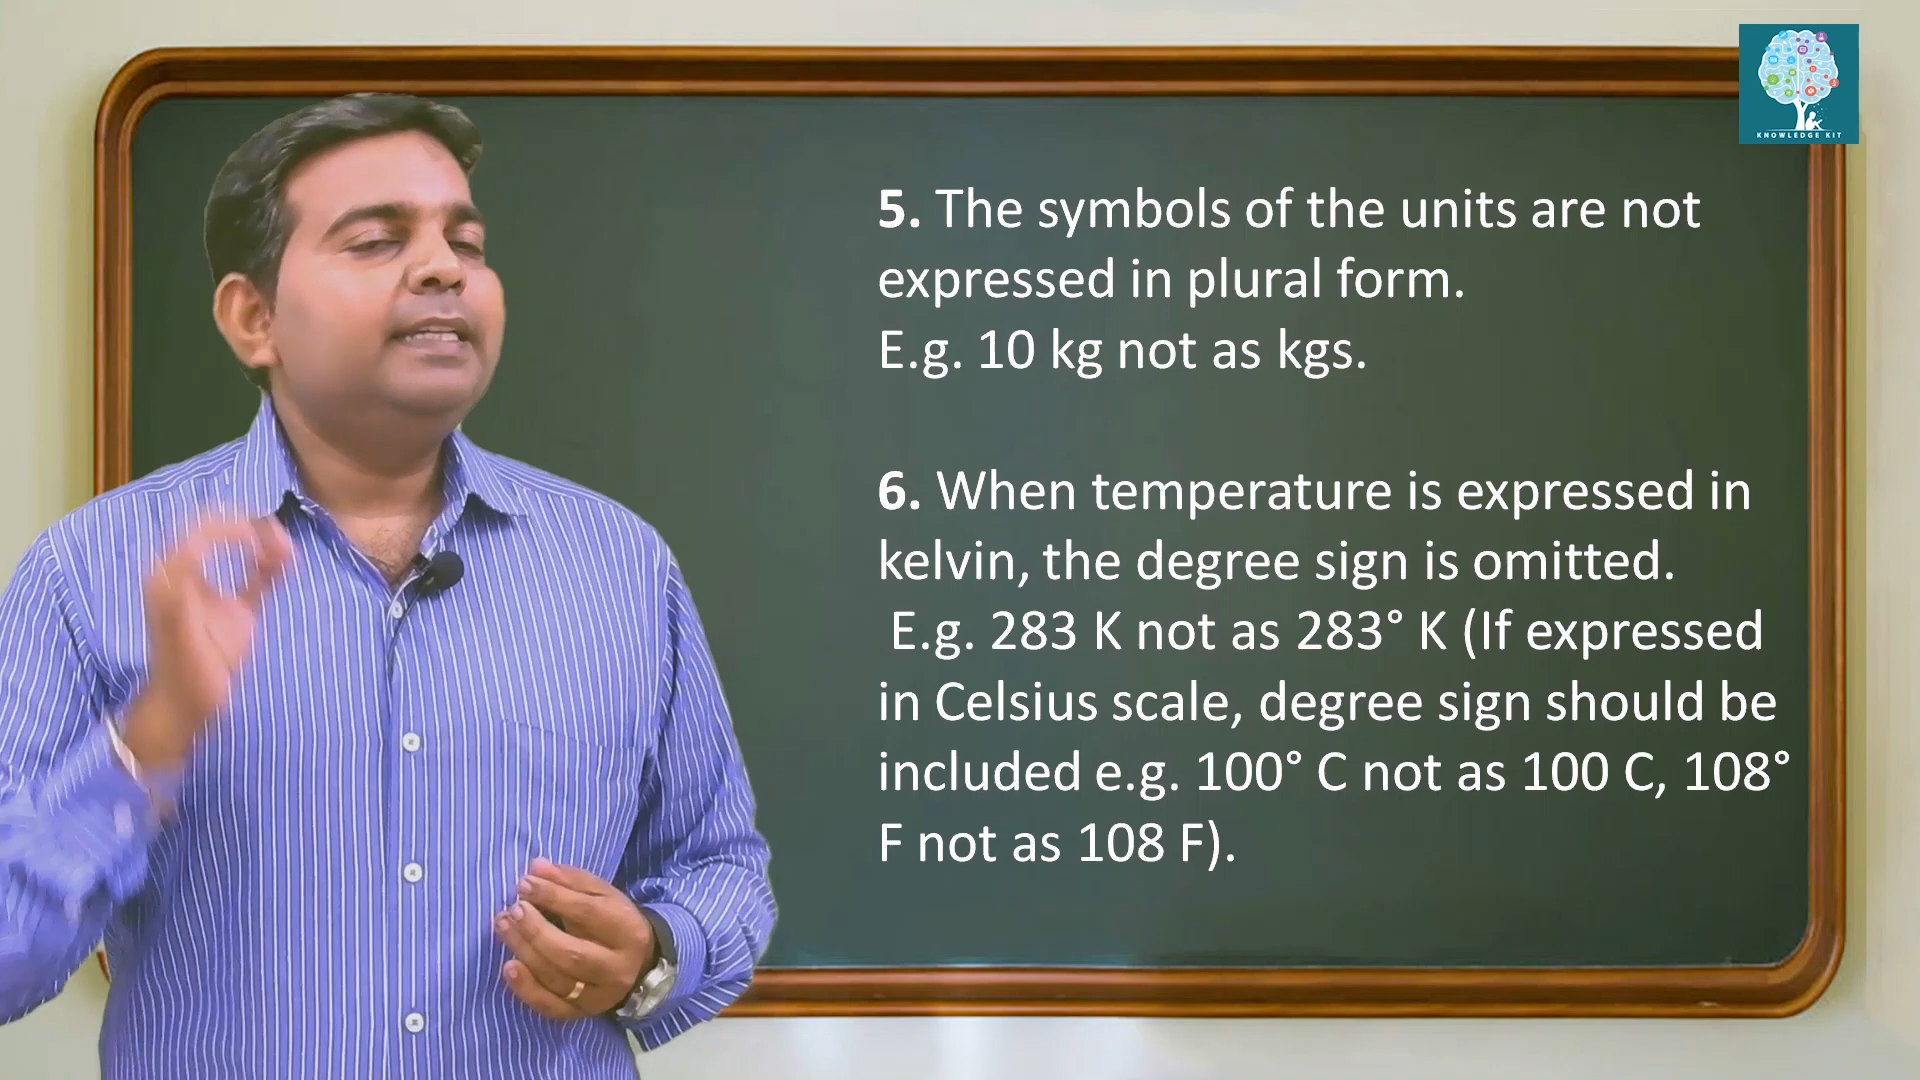 KNOWLEDGE KIT
5. The symbols of the units are not
expressed in plural form.
E.g. 10 kg not as kgs.
6. When temperature is expressed in
kelvin, the degree sign is omitted.
E.g. 283 K not as 283° K (If expressed
in Celsius scale, degree sign should be
included e.g. 100° C not as 100 C, 108°
F not as 108 F).